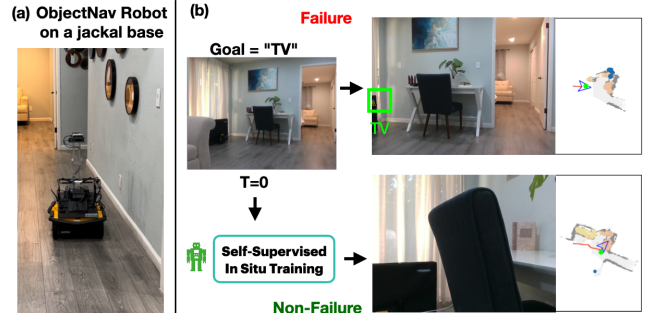 (a) ObjectNav Robot
on a jackal base
(b)
Failure
Goal = "TV"
TV
T=0
Self-Supervised
In Situ Training
Non-Failure